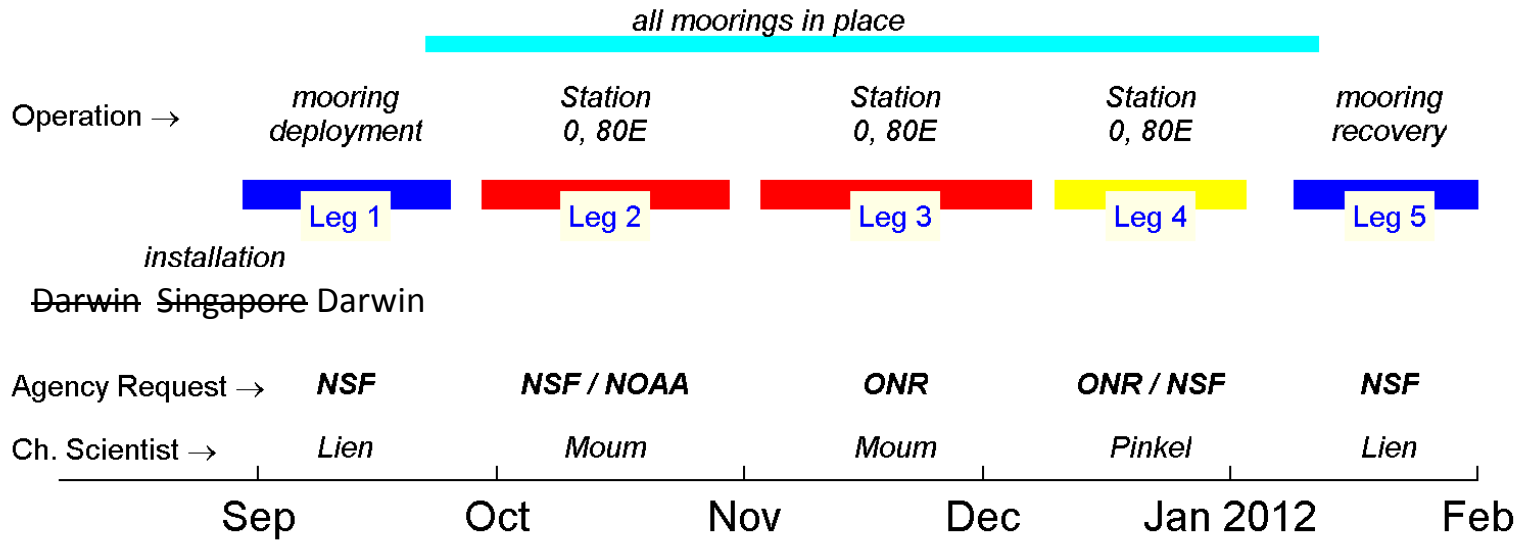 all moorings in place
Operation → mooring deployment Station 0, 80E Station 0, 80E Station 0, 80E mooring recovery
Leg 1 Leg 2 Leg 3 Leg 4 Leg 5
installation
Darwin Singapore Darwin
Agency Request → NSF NSF / NOAA ONR ONR / NSF NSF
Ch. Scientist → Lien Moum Moum Pinkel Lien
Sep Oct Nov Dec Jan 2012 Feb